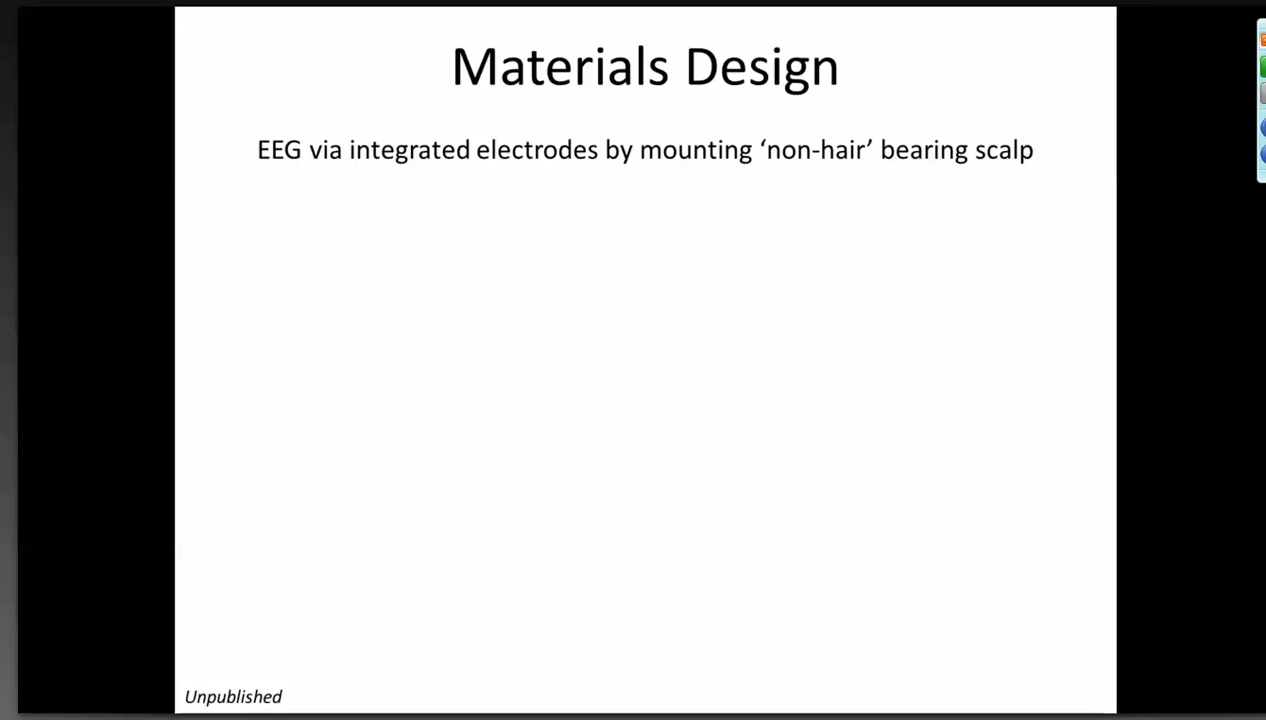 Materials Design
EEG via integrated electrodes by mounting ‘non-hair’ bearing scalp
Unpublished